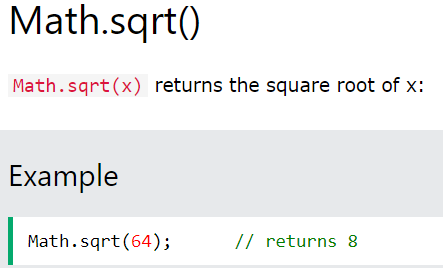 Math.sqrt()
Math.sqrt(x) returns the square root of x:
Example
Math.sqrt(64);      // returns 8